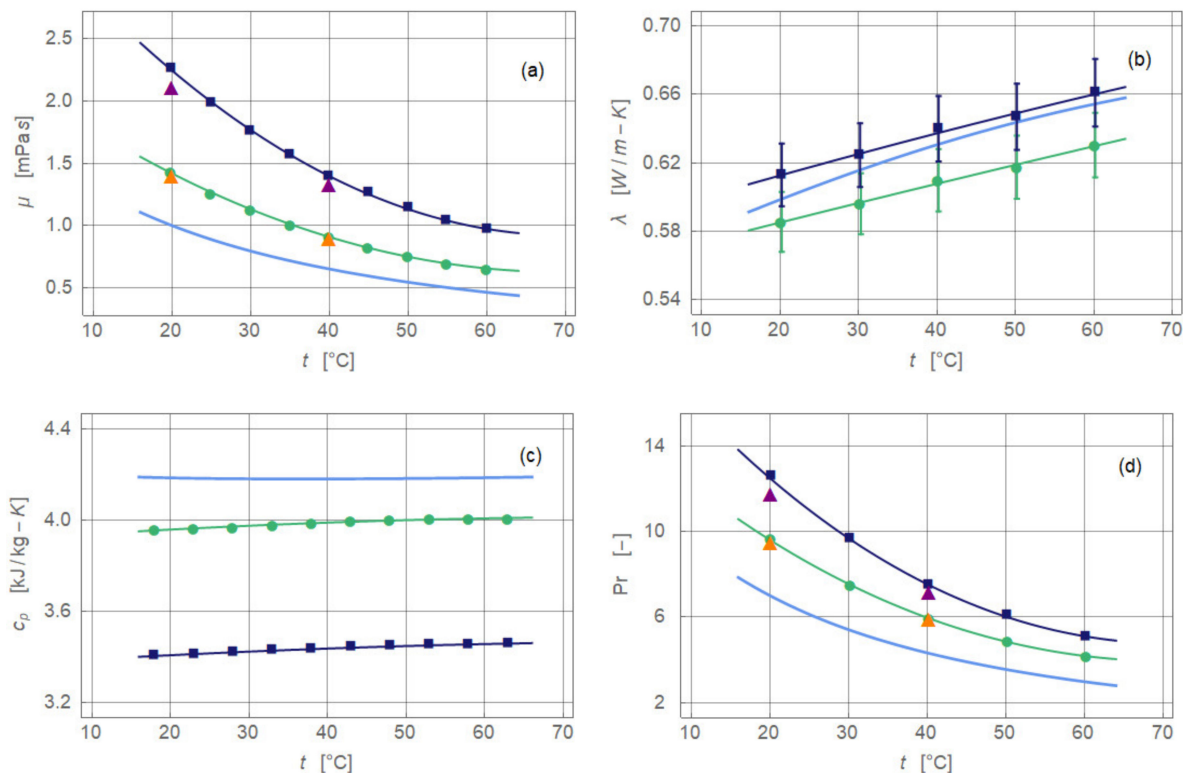 2.5
2.0
1.5
1.0
0.5
μ [mPas]
(a)
10 20 30 40 50 60 70
t [°C]
0.70
0.66
0.62
0.58
0.54
λ [W/m–K]
(b)
10 20 30 40 50 60 70
t [°C]
4.4
4.0
3.6
3.2
cp [kJ/kg–K]
(c)
10 20 30 40 50 60 70
t [°C]
14
10
6
2
Pr [–]
(d)
10 20 30 40 50 60 70
t [°C]